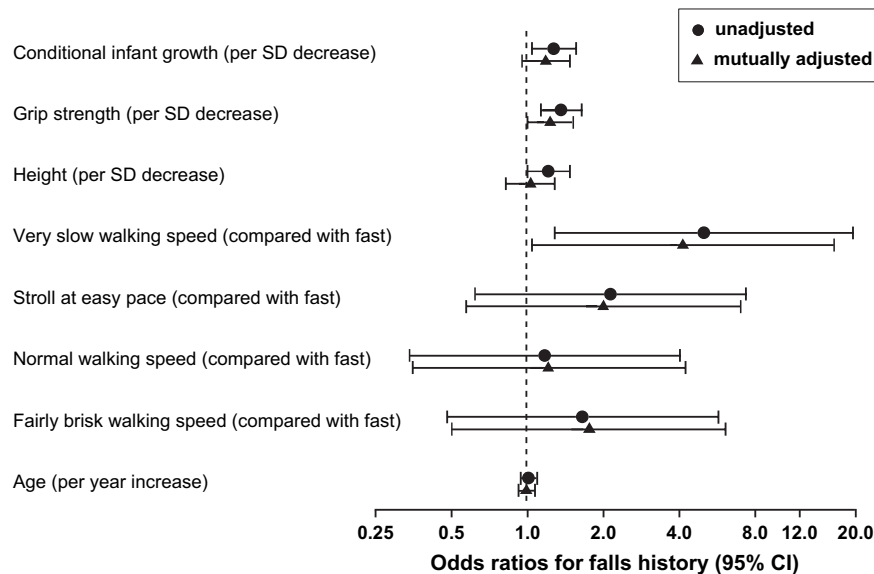 unadjusted
mutually adjusted
Conditional infant growth (per SD decrease)
Grip strength (per SD decrease)
Height (per SD decrease)
Very slow walking speed (compared with fast)
Stroll at easy pace (compared with fast)
Normal walking speed (compared with fast)
Fairly brisk walking speed (compared with fast)
Age (per year increase)
0.25 0.5 1.0 2.0 4.0 8.0 12.0 20.0
Odds ratios for falls history (95% CI)